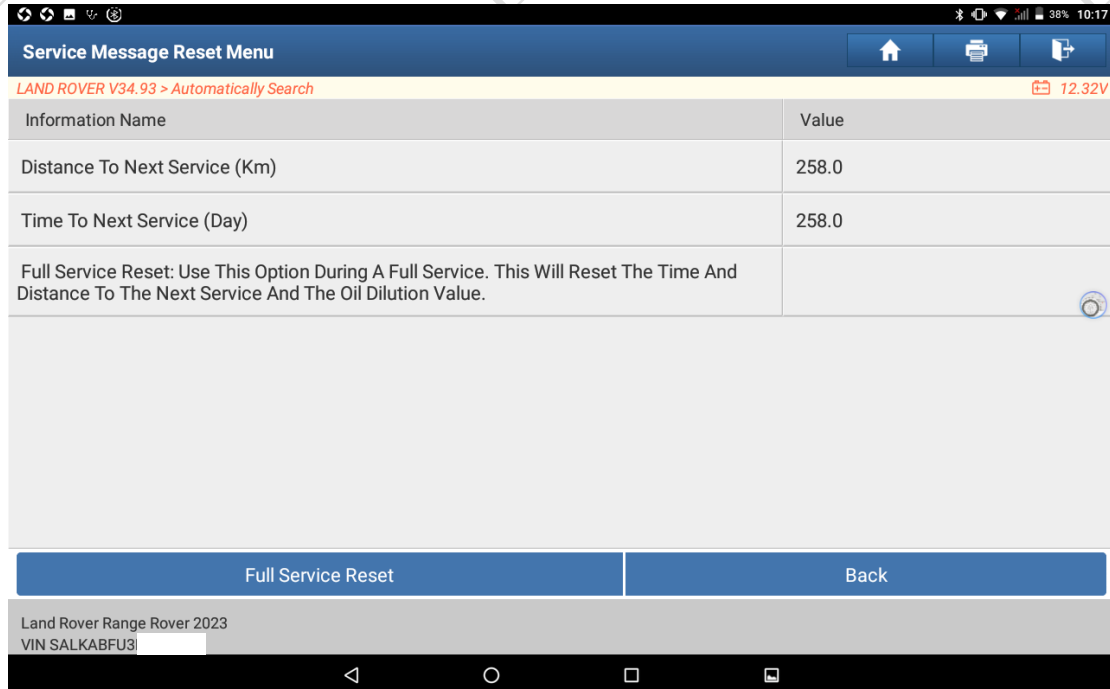 38% 10:17
Service Message Reset Menu
LAND ROVER V34.93 > Automatically Search 12.32V
Information Name Value
Distance To Next Service (Km) 258.0
Time To Next Service (Day) 258.0
Full Service Reset: Use This Option During A Full Service. This Will Reset The Time And
Distance To The Next Service And The Oil Dilution Value.
Full Service Reset Back
Land Rover Range Rover 2023
VIN SALKABFU3